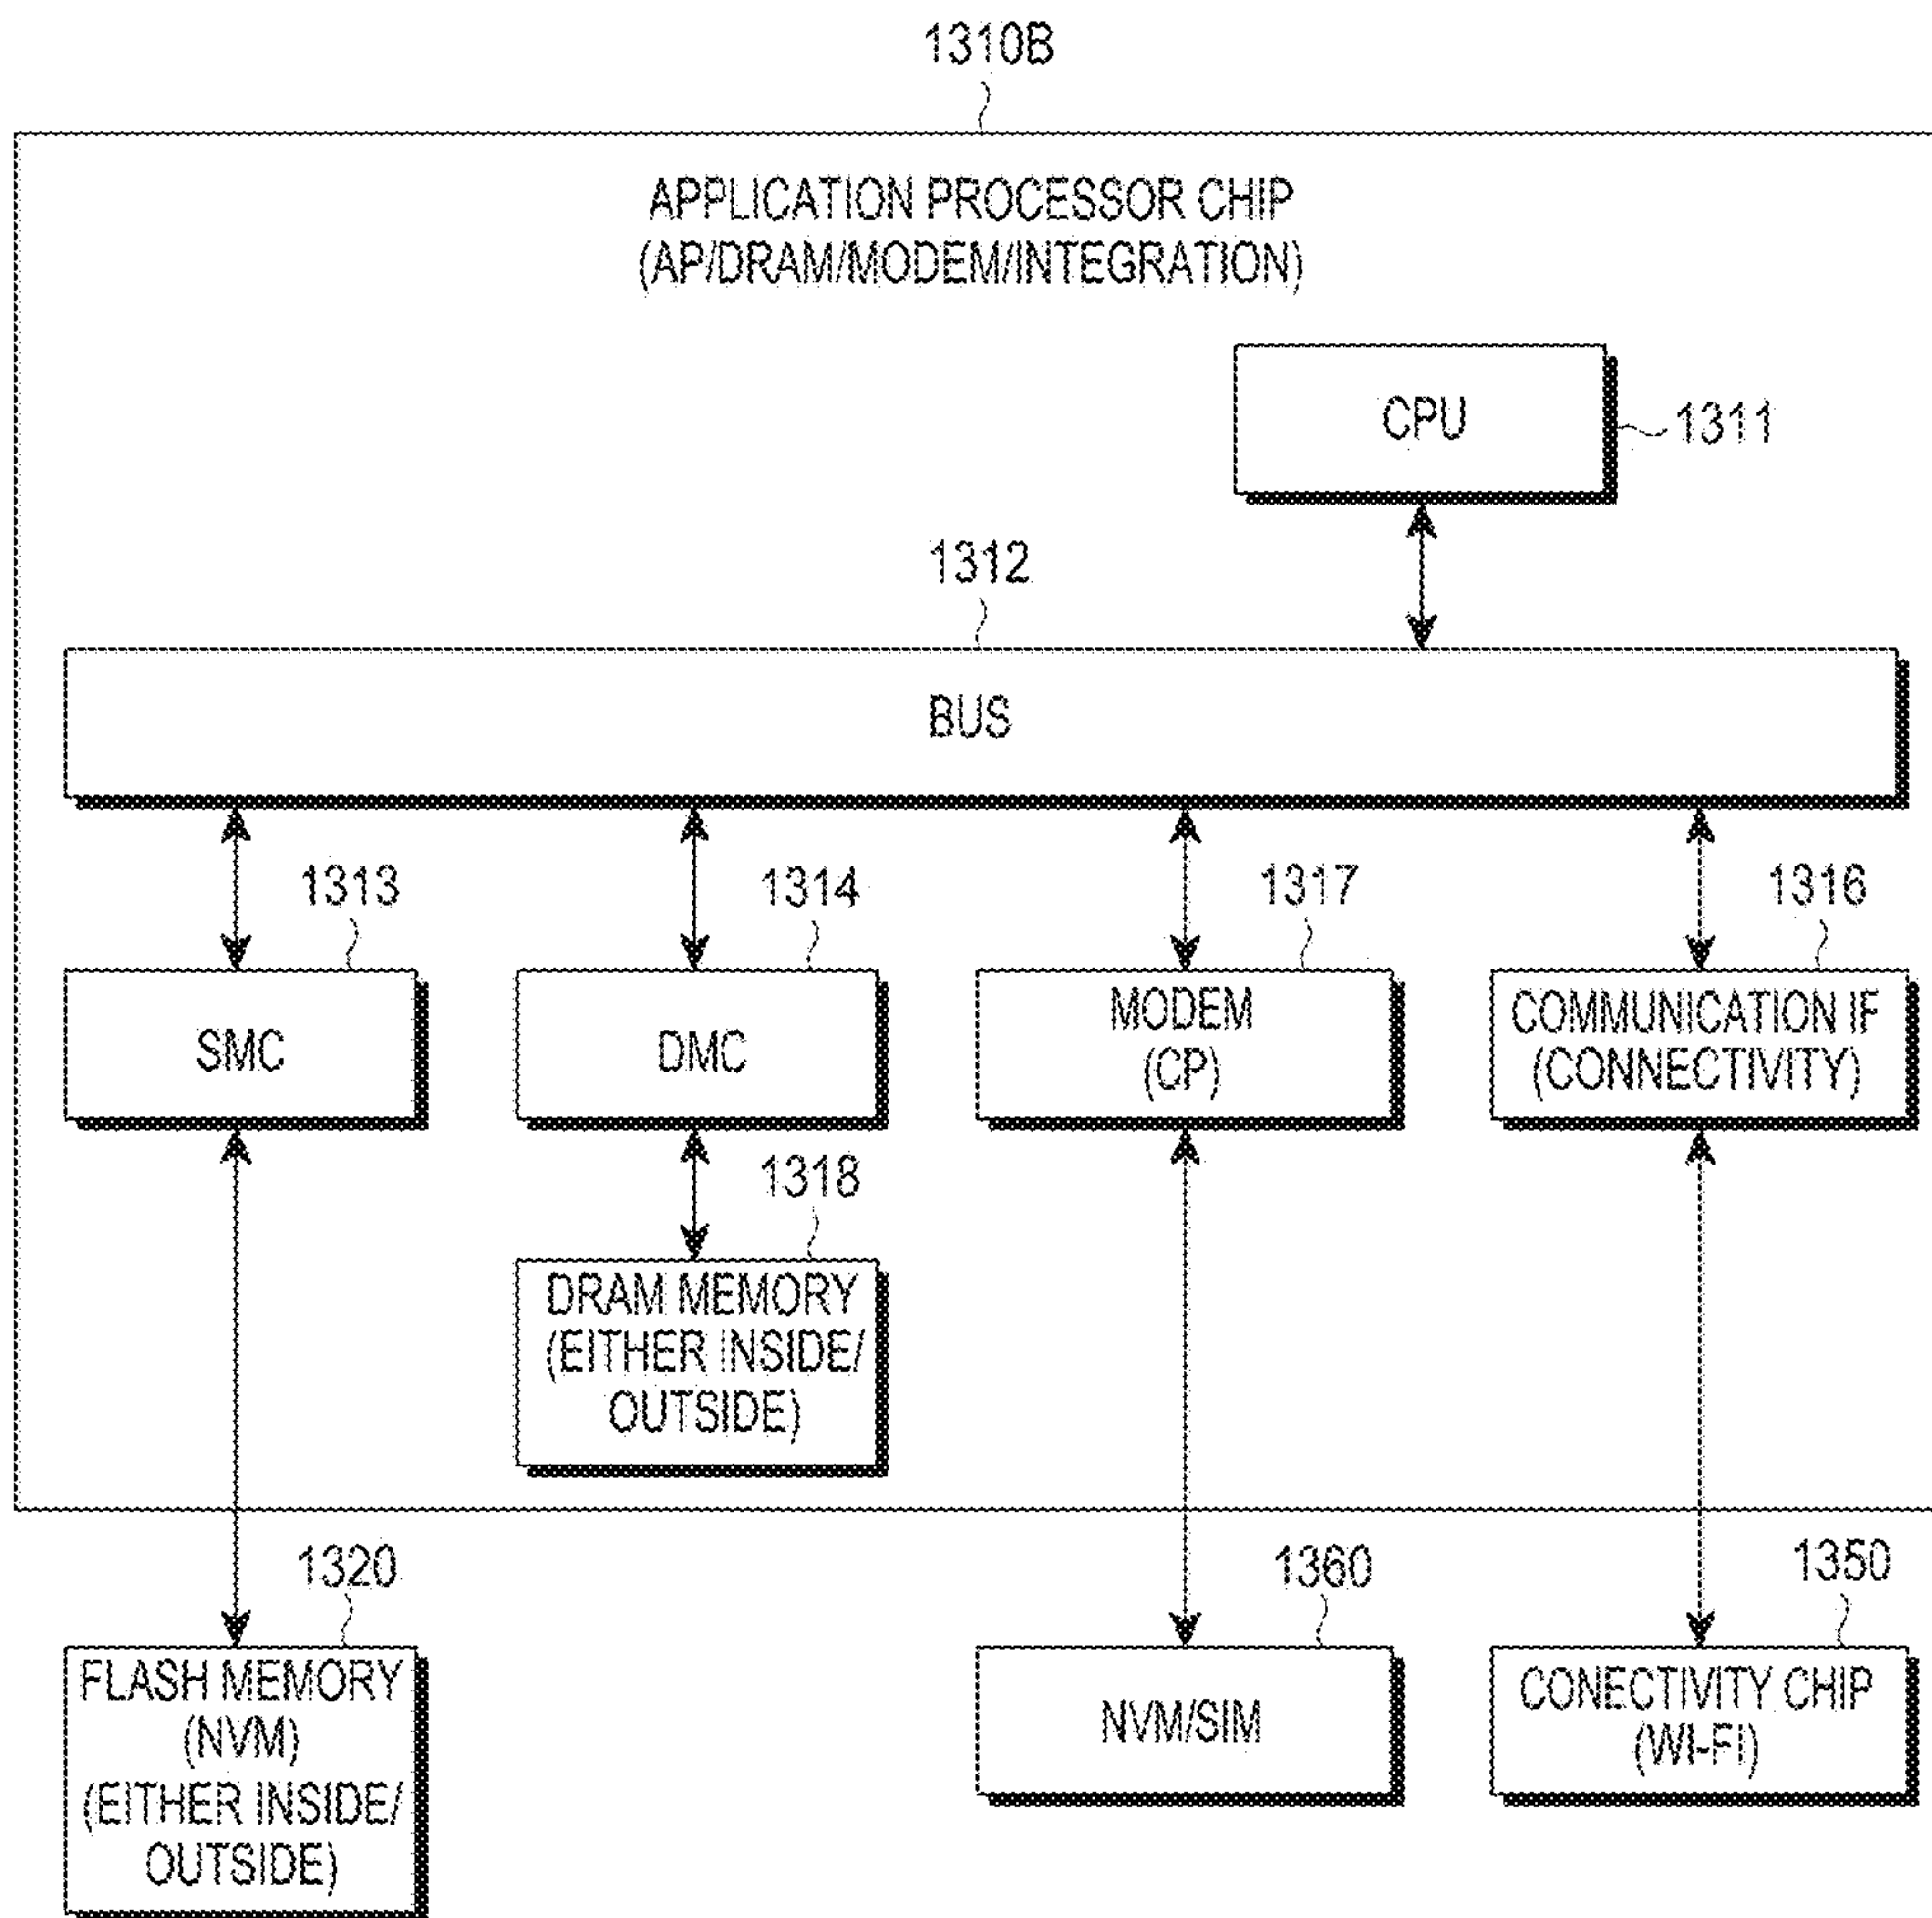 1310B
APPLICATION PROCESSOR CHIP
(AP/DRAM/MODEM/INTEGRATION)
CPU
1311
1312
BUS
1313
1314
1317
1316
SMC
DMC
MODEM
(CP)
COMMUNICATION IF
(CONNECTIVITY)
1318
DRAM MEMORY
(EITHER INSIDE/
OUTSIDE)
1320
1360
1350
FLASH MEMORY
(NVM)
(EITHER INSIDE/
OUTSIDE)
NVM/SIM
CONECTIVITY CHIP
(WI-FI)